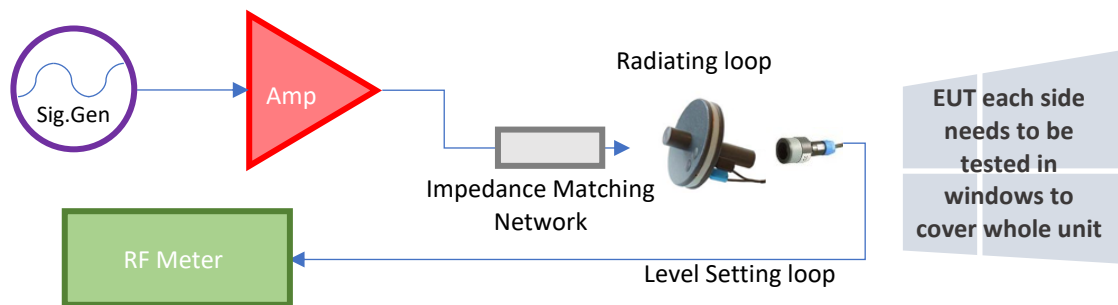 Sig.Gen
Amp
Radiating loop
Impedance Matching
Network
RF Meter
Level Setting loop
EUT each side
needs to be
tested in
windows to
cover whole unit